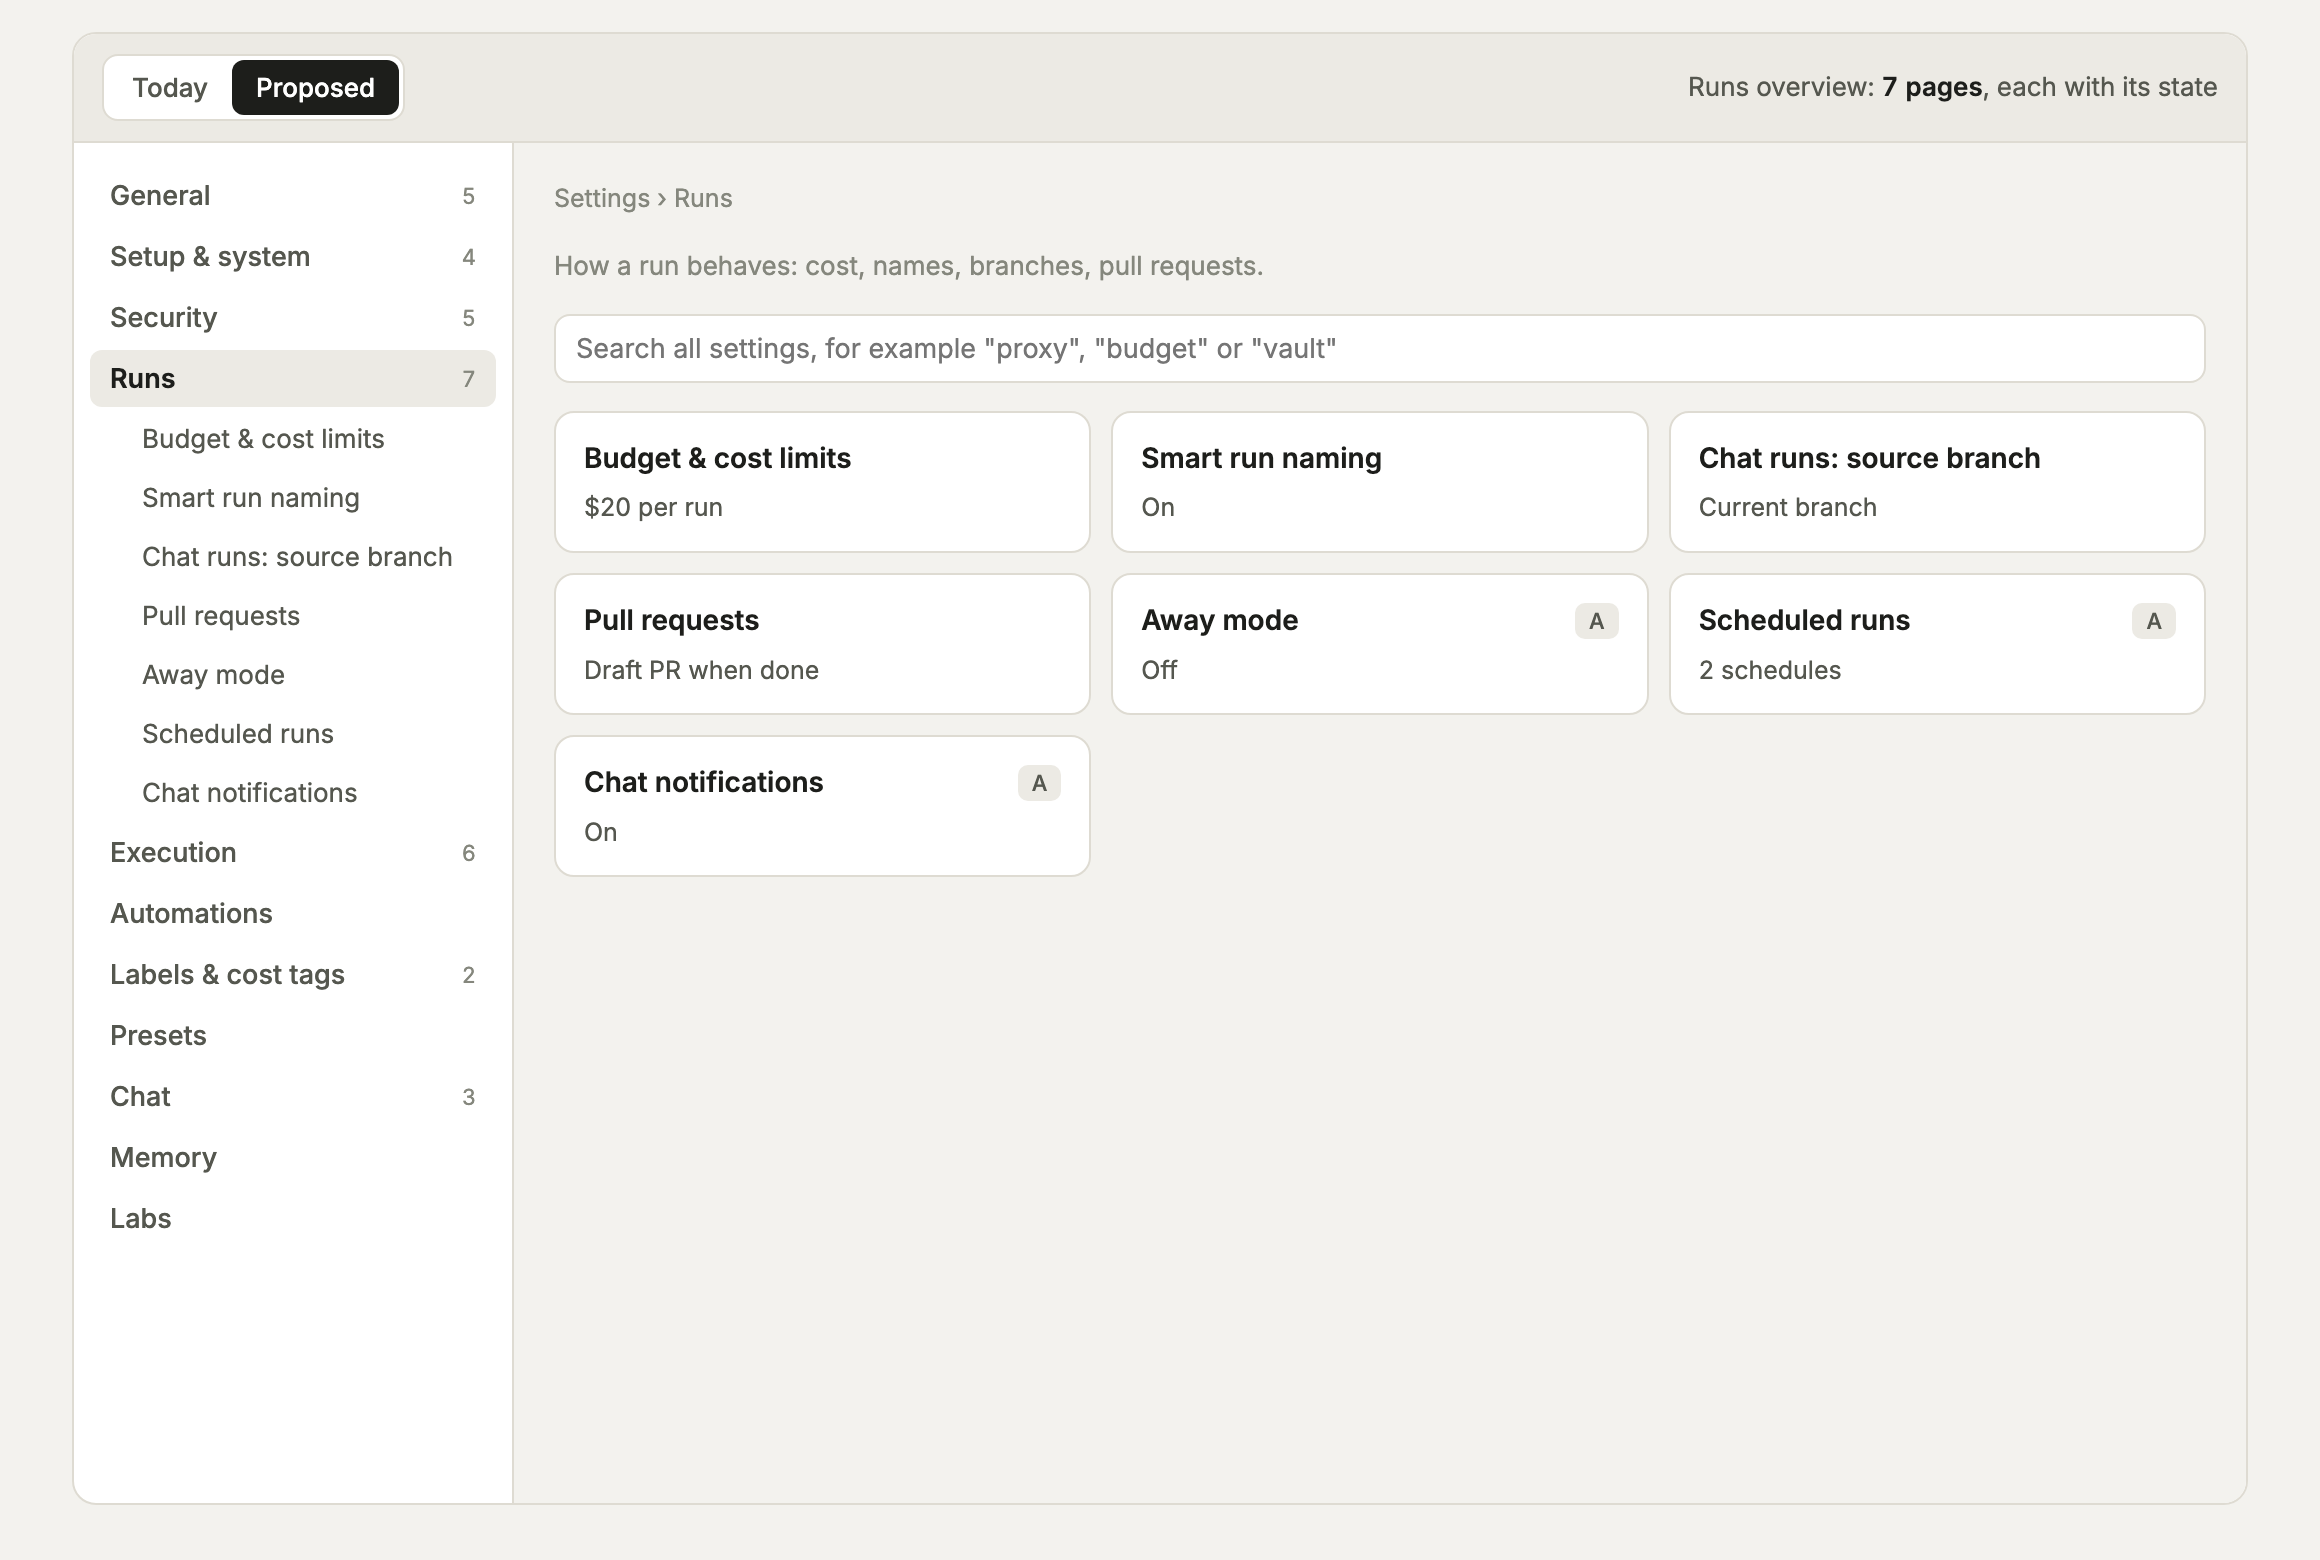 Today
Proposed
Runs overview: 7 pages, each with its state
General 5
Setup & system 4
Security 5
Runs 7
Budget & cost limits
Smart run naming
Chat runs: source branch
Pull requests
Away mode
Scheduled runs
Chat notifications
Execution 6
Automations
Labels & cost tags 2
Presets
Chat 3
Memory
Labs
Settings › Runs
How a run behaves: cost, names, branches, pull requests.
Search all settings, for example "proxy", "budget" or "vault"
Budget & cost limits
$20 per run
Smart run naming
On
Chat runs: source branch
Current branch
Pull requests
Draft PR when done
Away mode A
Off
Scheduled runs A
2 schedules
Chat notifications A
On